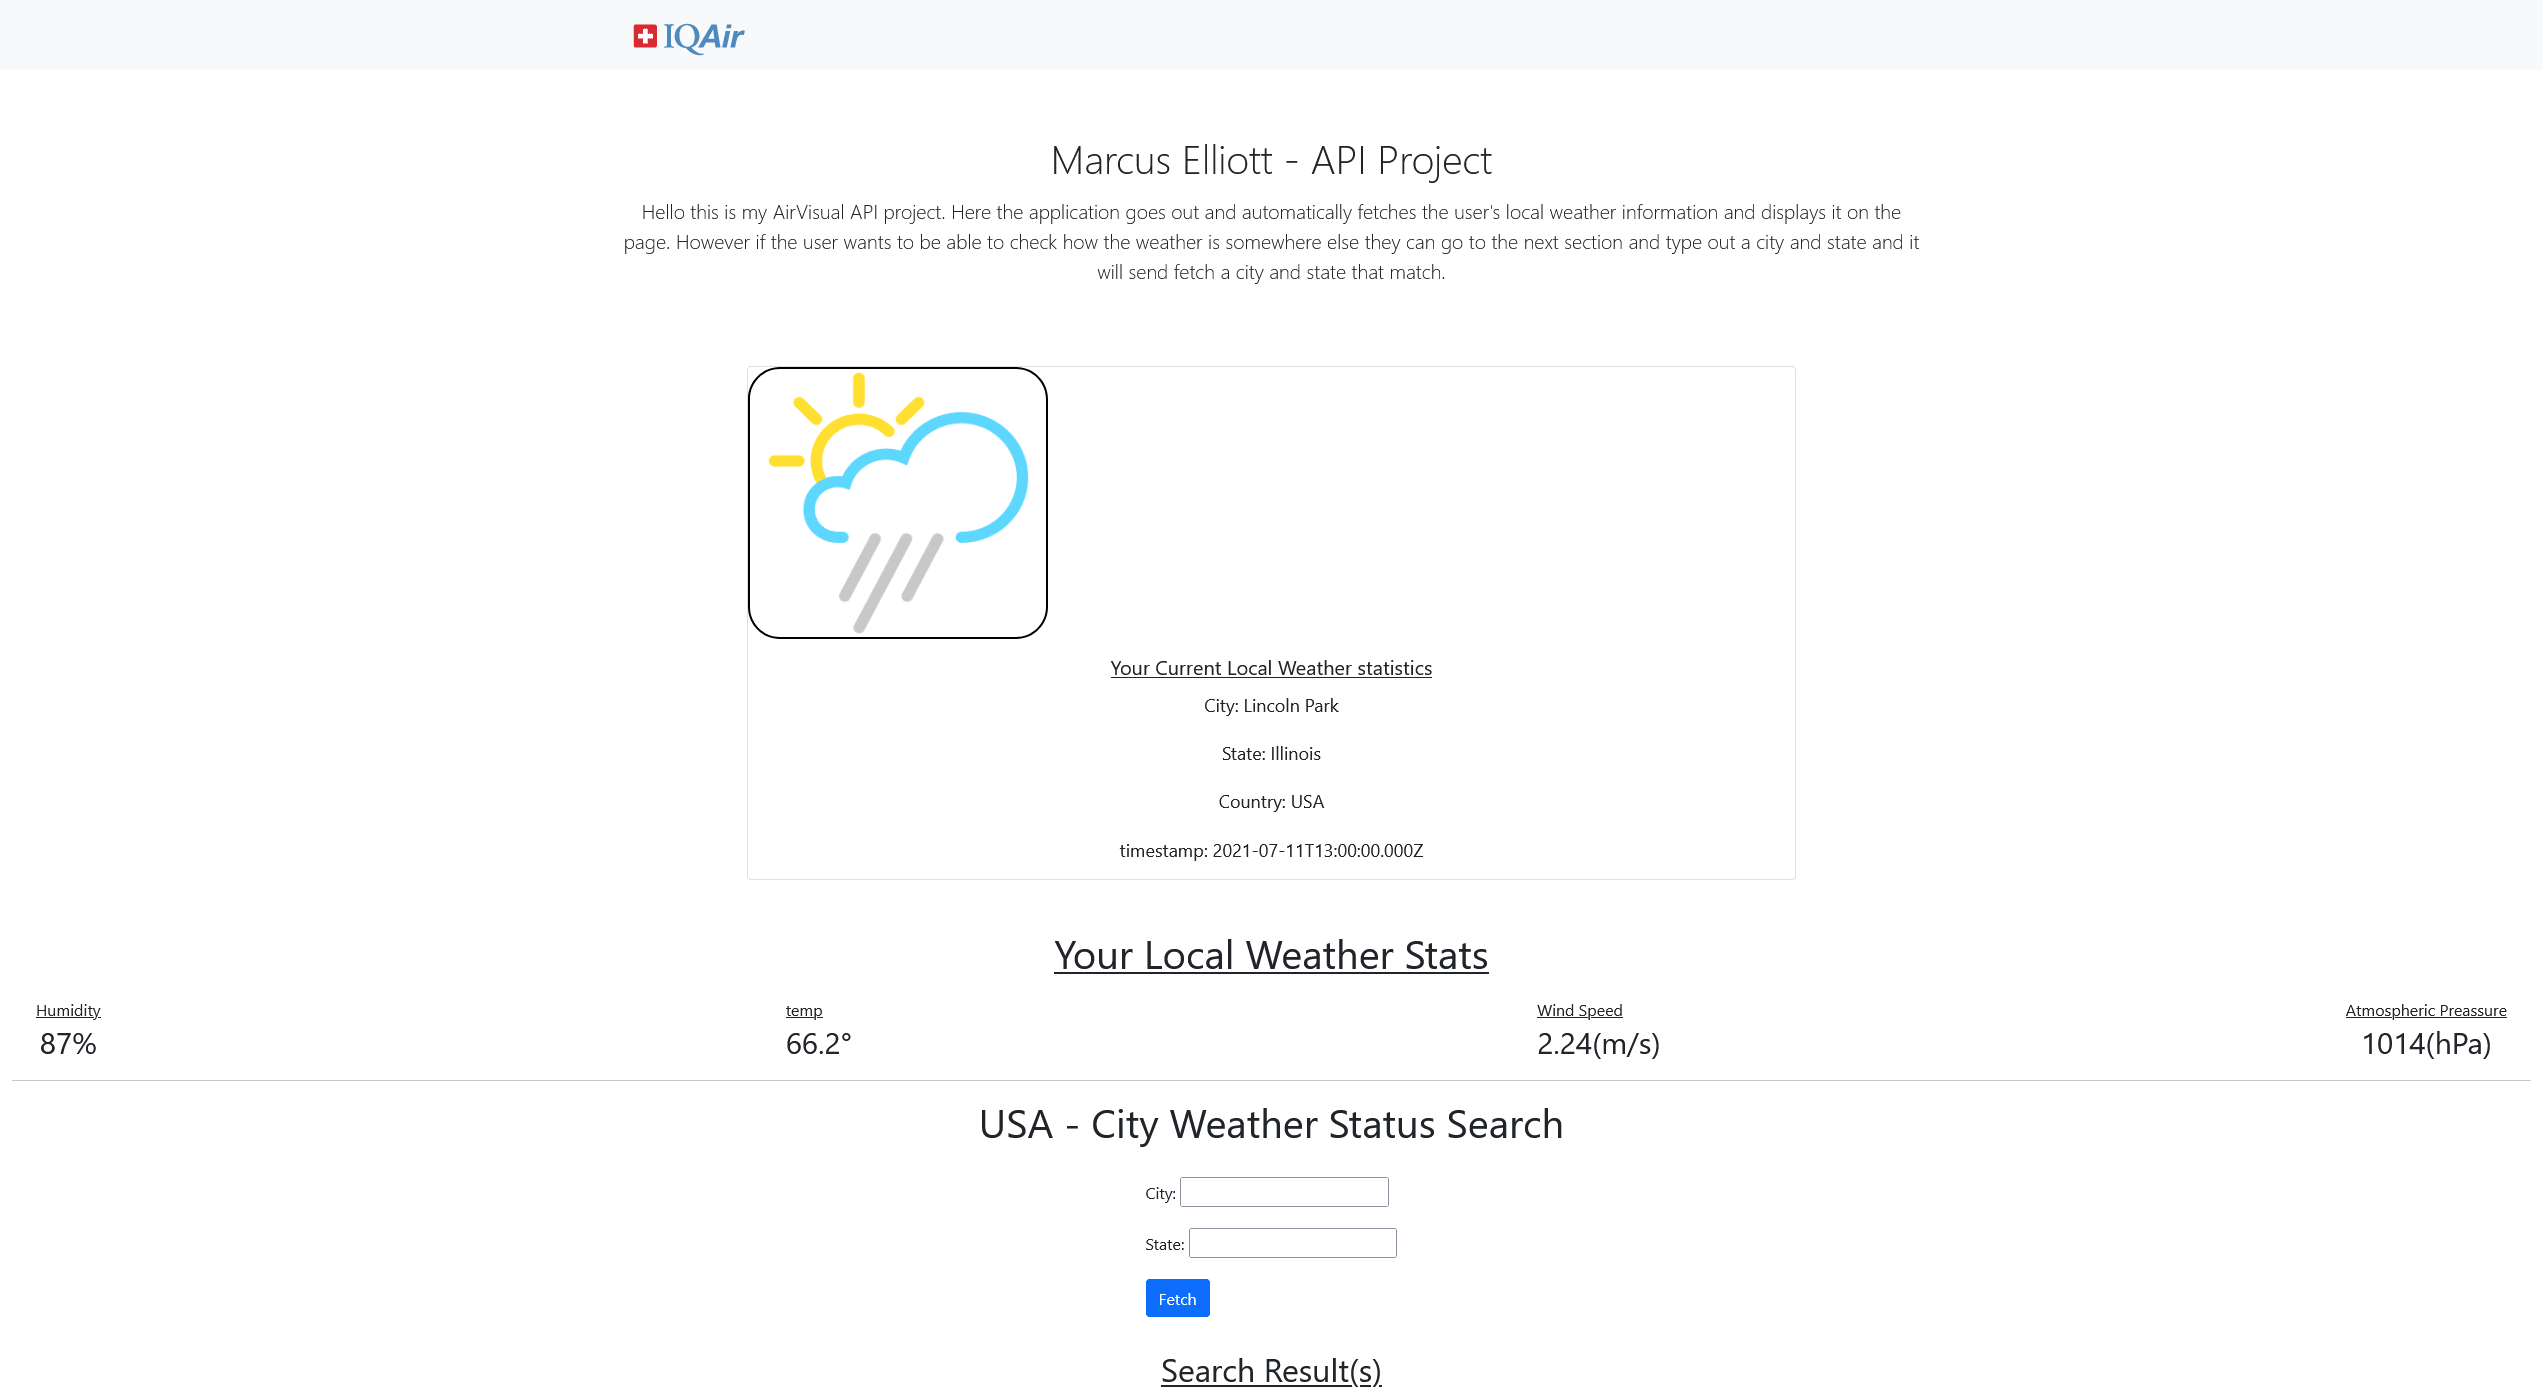 IQAir
Marcus Elliott - API Project
Hello this is my AirVisual API project. Here the application goes out and automatically fetches the user's local weather information and displays it on the
page. However if the user wants to be able to check how the weather is somewhere else they can go to the next section and type out a city and state and it
will send fetch a city and state that match.
Your Current Local Weather statistics
City: Lincoln Park
State: Illinois
Country: USA
timestamp: 2021-07-11T13:00:00.000Z
Your Local Weather Stats
Humidity
87%
temp
66.2°
Wind Speed
2.24(m/s)
Atmospheric Preassure
1014(hPa)
USA - City Weather Status Search
City:
State:
Fetch
Search Result(s)